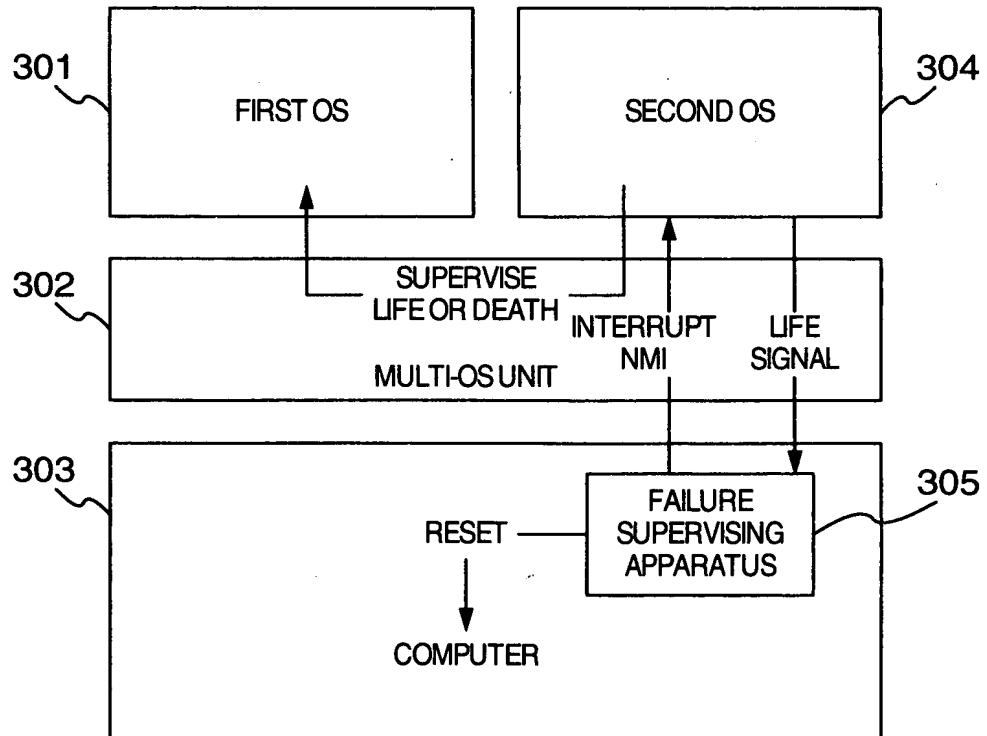 301
FIRST OS
SECOND OS
304
302
SUPERVISE
LIFE OR DEATH
INTERRUPT
NMI
LIFE
SIGNAL
MULTI-OS UNIT
303
FAILURE
SUPERVISING
APPARATUS
305
RESET
COMPUTER